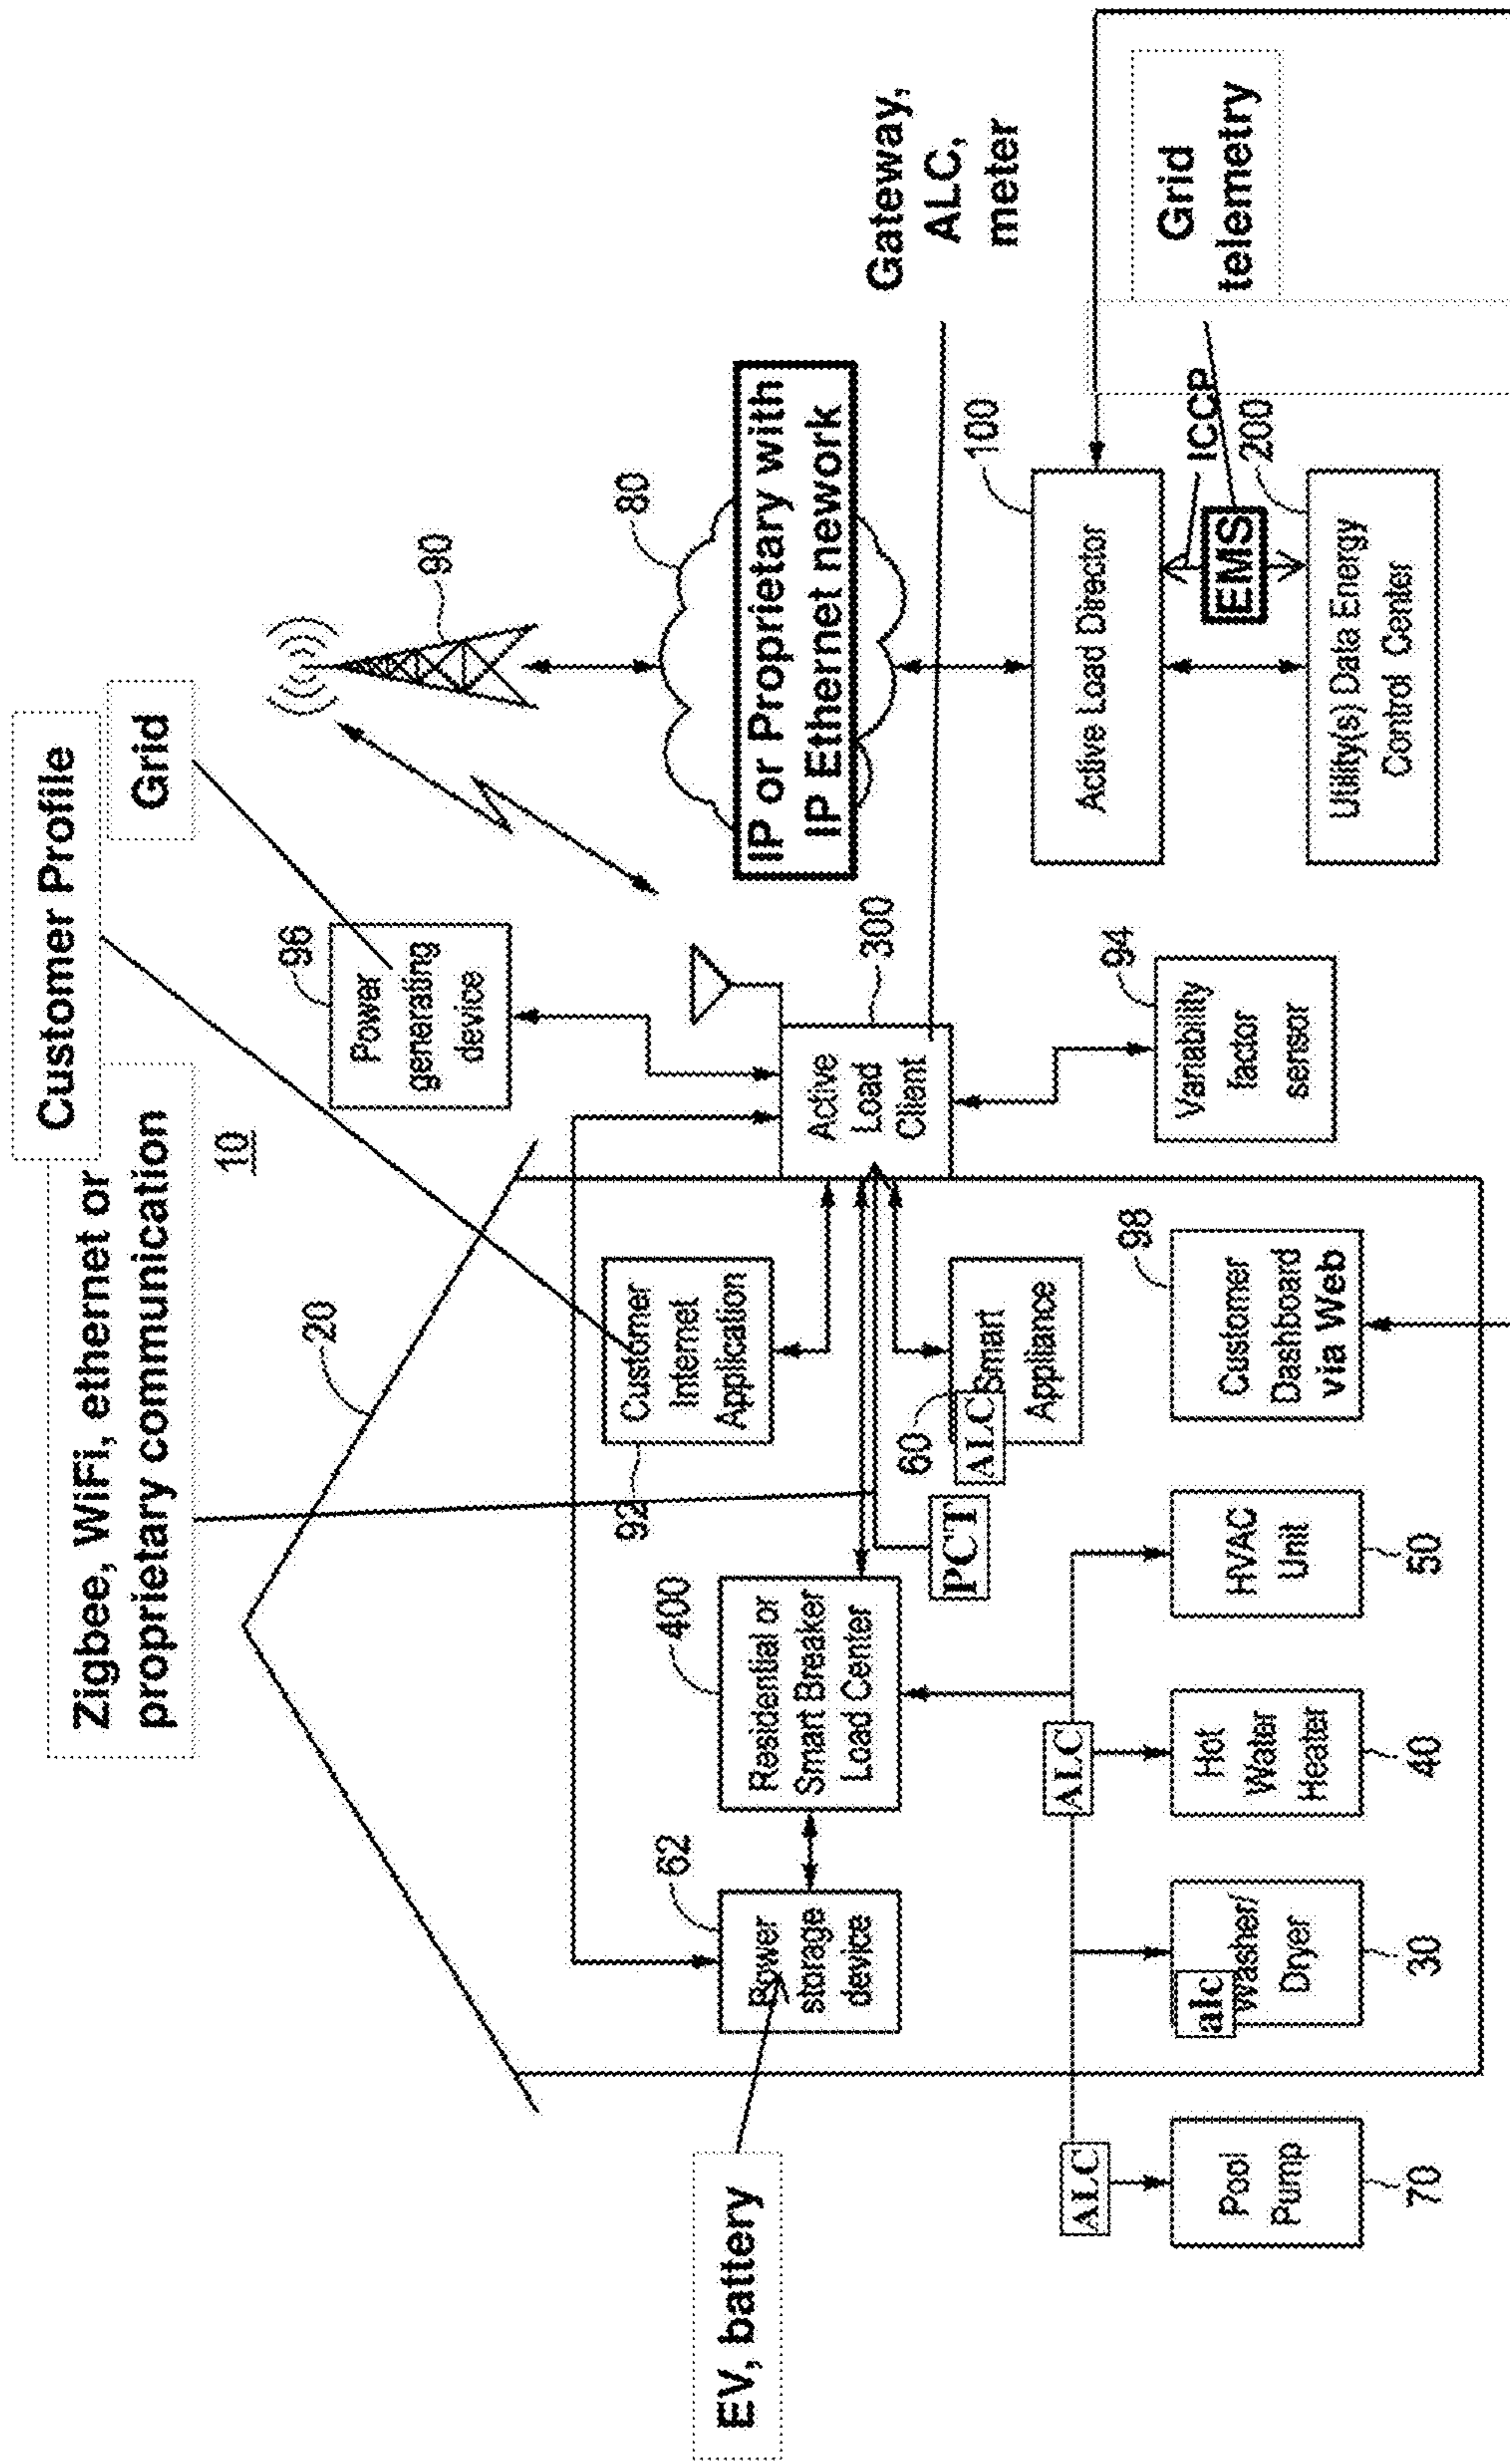 Customer Profile
Zigbee, WiFi, ethernet or
proprietary communication
Grid
10
20
96
Power
generating
device
90
EV, battery
62
Power
storage
device
400
Residential or
Smart Breaker
Load Center
92
Customer
Internet
Application
PCT
60
ALC
Smart
Appliance
Active
Load
Client
300
80
IP or Proprietary with
IP Ethernet nework
Gateway,
ALC,
meter
ALC
Pool
Pump
70
alc
Washer/
Dryer
30
ALC
Hot
Water
Heater
40
HVAC
Unit
50
98
Customer
Dashboard
via Web
94
Variability
factor
sensor
100
Active Load Director
ICCP
EMS
200
Utility(s) Data Energy
Control Center
Grid
telemetry